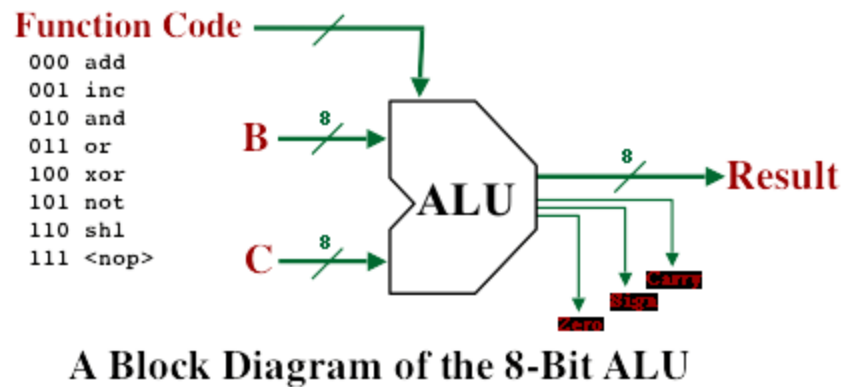 Function Code
000 add
001 inc
010 and
011 or
100 xor
101 not
110 shl
111 <nop>
8
B
8
C
ALU
8
Result
Carry
Sign
Zero
A Block Diagram of the 8-Bit ALU